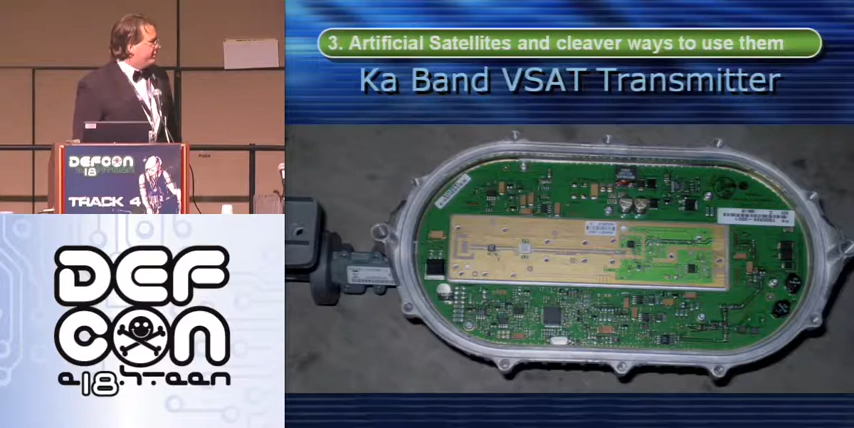 DEFCON
18
TRACK 4
DEF
CON
3. Artificial Satellites and cleaver ways to use them
Ka Band VSAT Transmitter